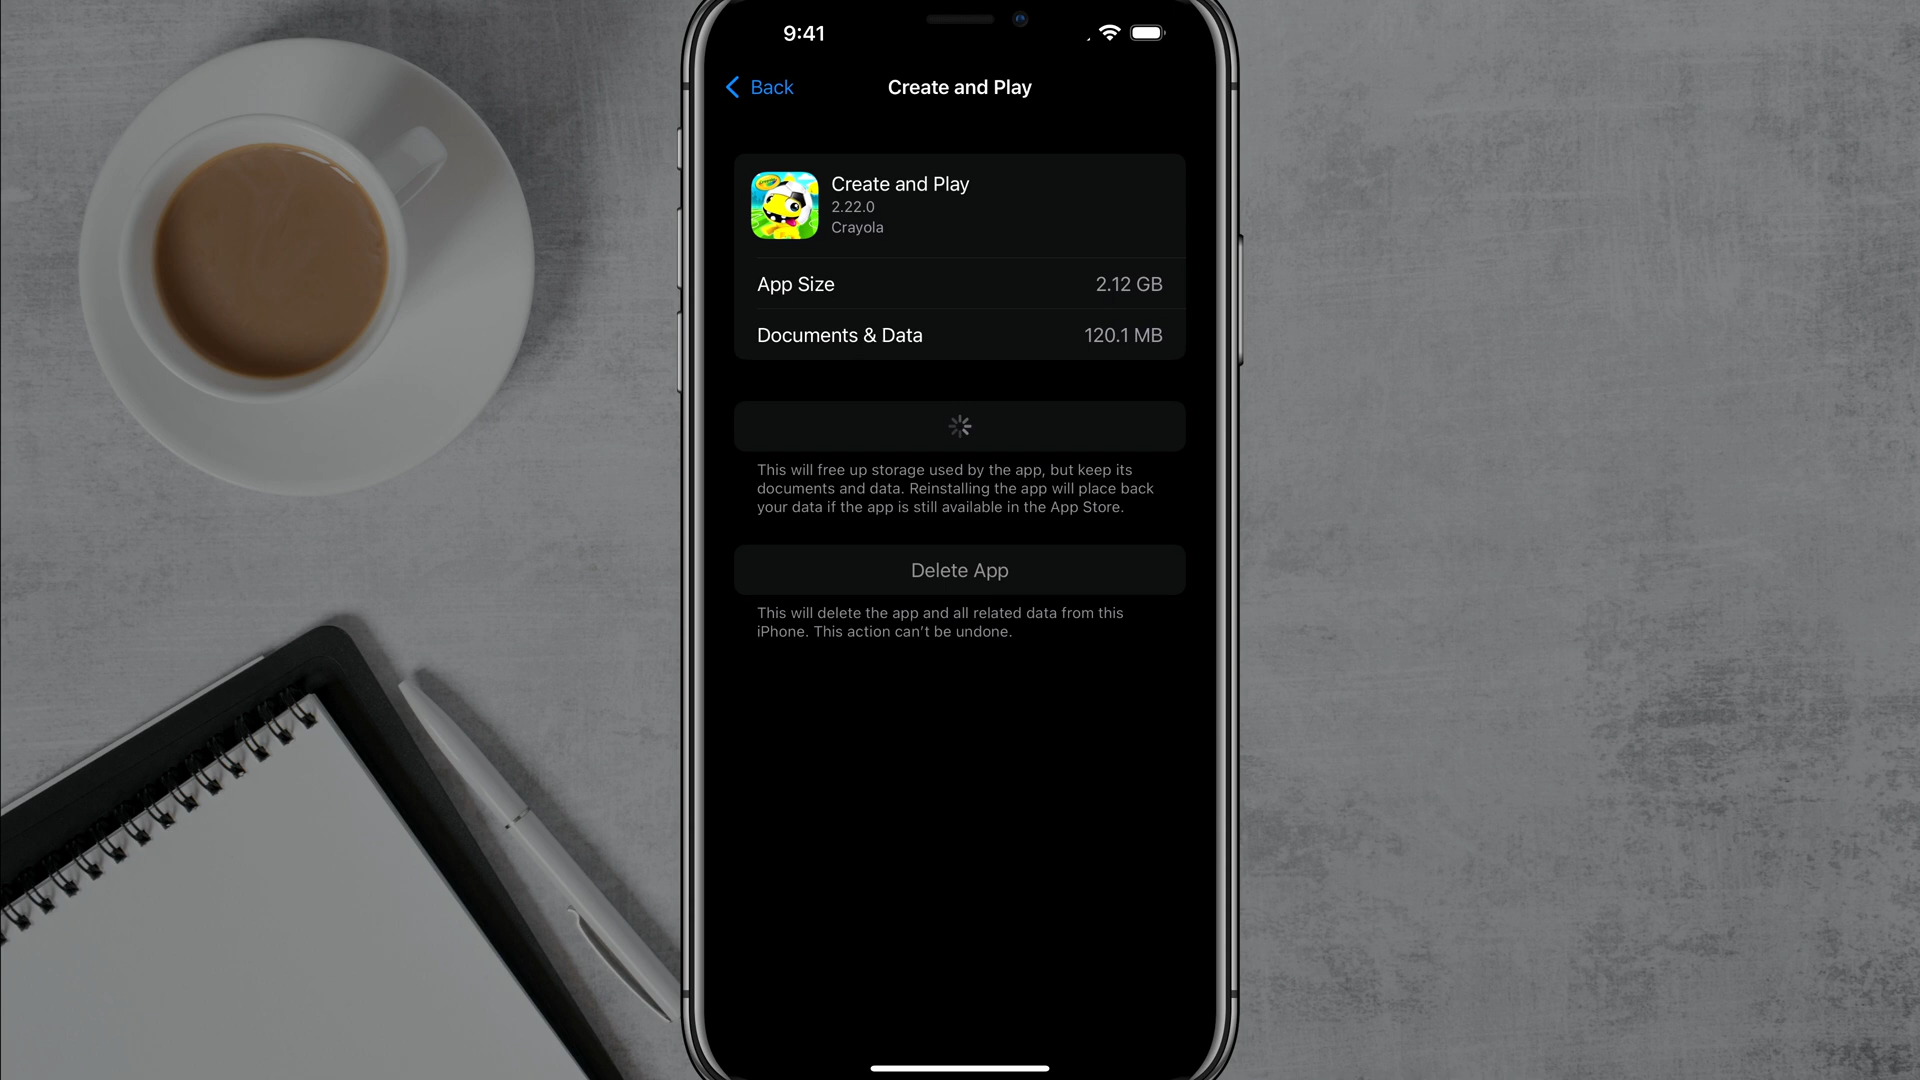 9:41
Back
Create and Play
Create and Play
2.22.0
Crayola
App Size
2.12 GB
Documents & Data
120.1 MB
This will free up storage used by the app, but keep its
documents and data. Reinstalling the app will place back
your data if the app is still available in the App Store.
Delete App
This will delete the app and all related data from this
iPhone. This action can’t be undone.